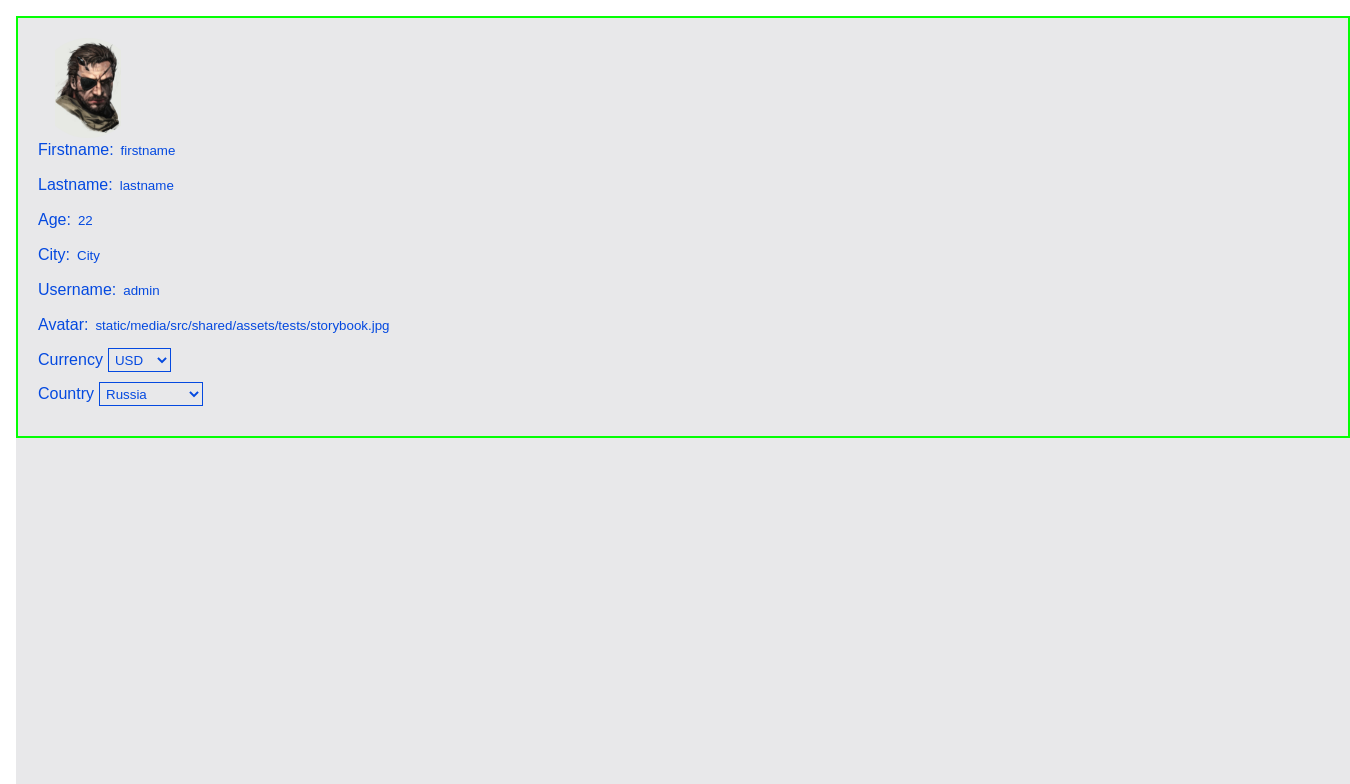 Firstname: firstname
Lastname: lastname
Age: 22
City: City
Username: admin
Avatar: static/media/src/shared/assets/tests/storybook.jpg
Currency USD
Country Russia